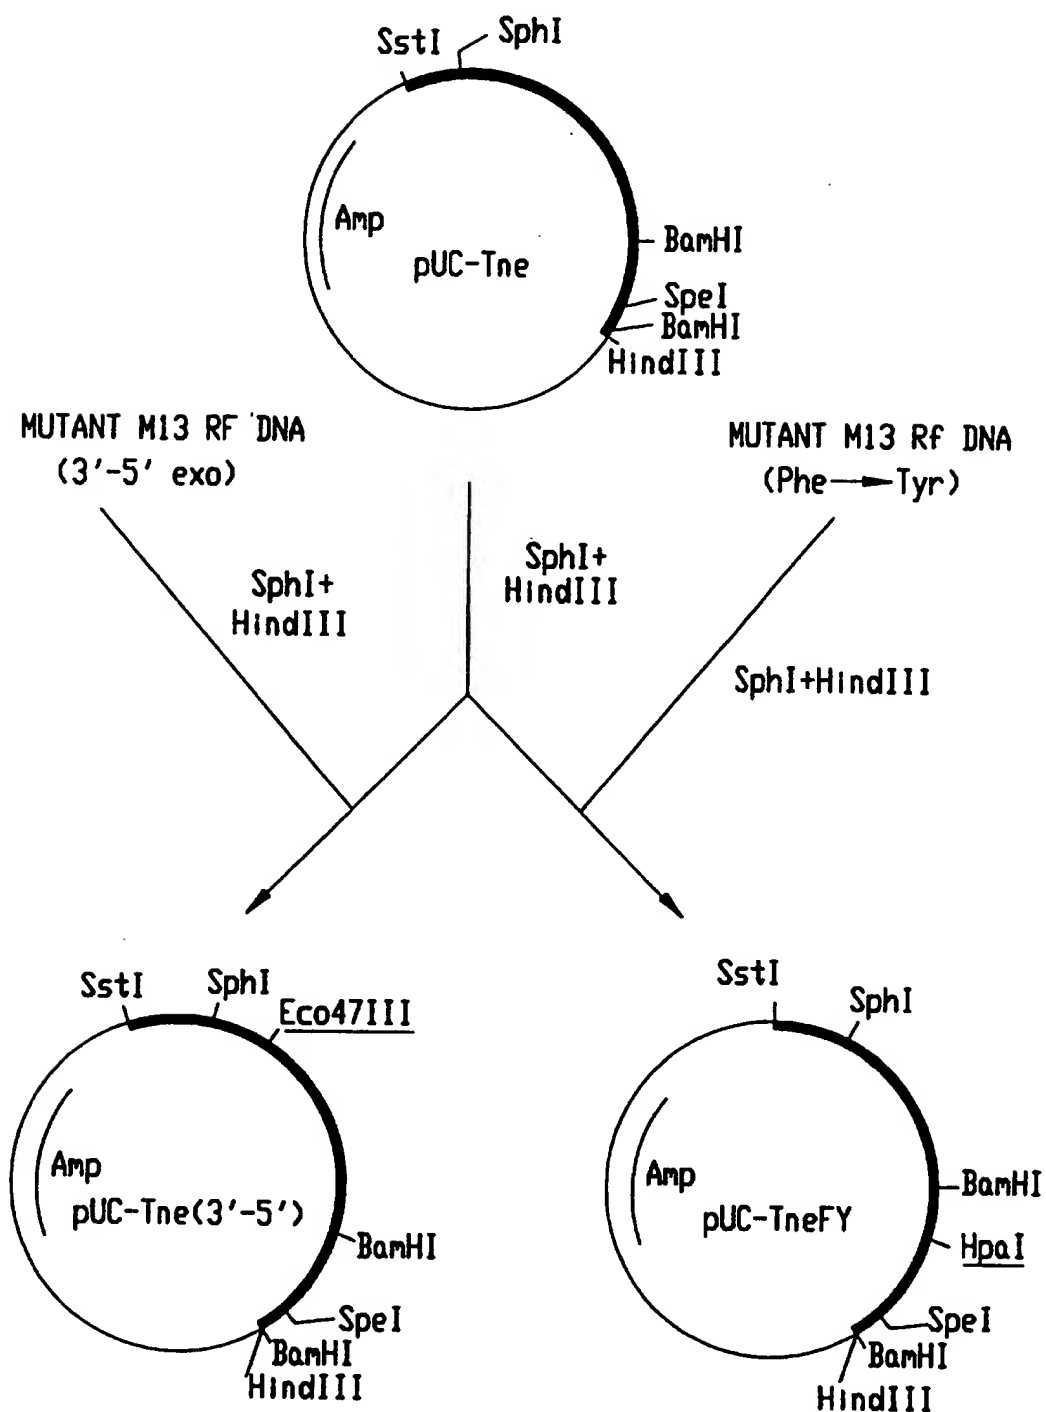 SstI
SphI
Amp
pUC-Tne
BamHI
SpeI
BamHI
HindIII
MUTANT M13 RF DNA
(3'-5' exo)
MUTANT M13 Rf DNA
(Phe→Tyr)
SphI+
HindIII
SphI+
HindIII
SphI+HindIII
SstI
SphI
Eco47III
Amp
pUC-Tne(3'-5')
BamHI
SpeI
BamHI
HindIII
SstI
SphI
Amp
pUC-TneFY
BamHI
HpaI
SpeI
BamHI
HindIII